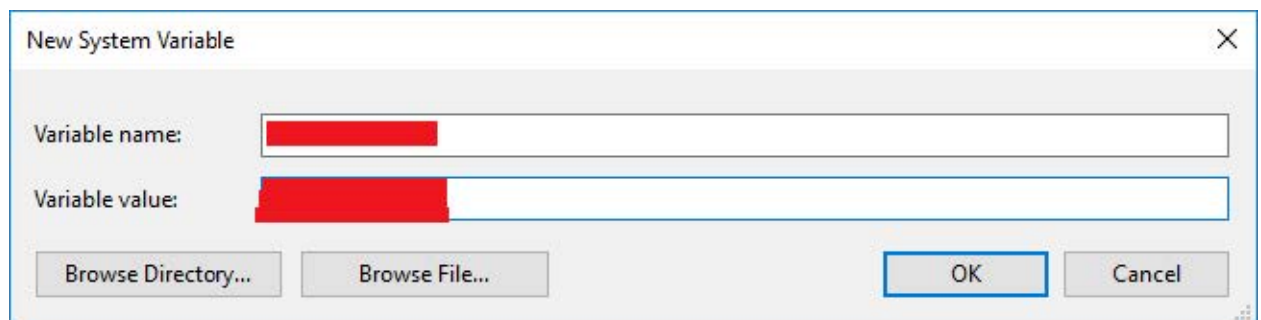 New System Variable
Variable name:
Variable value:
Browse Directory... Browse File... OK Cancel